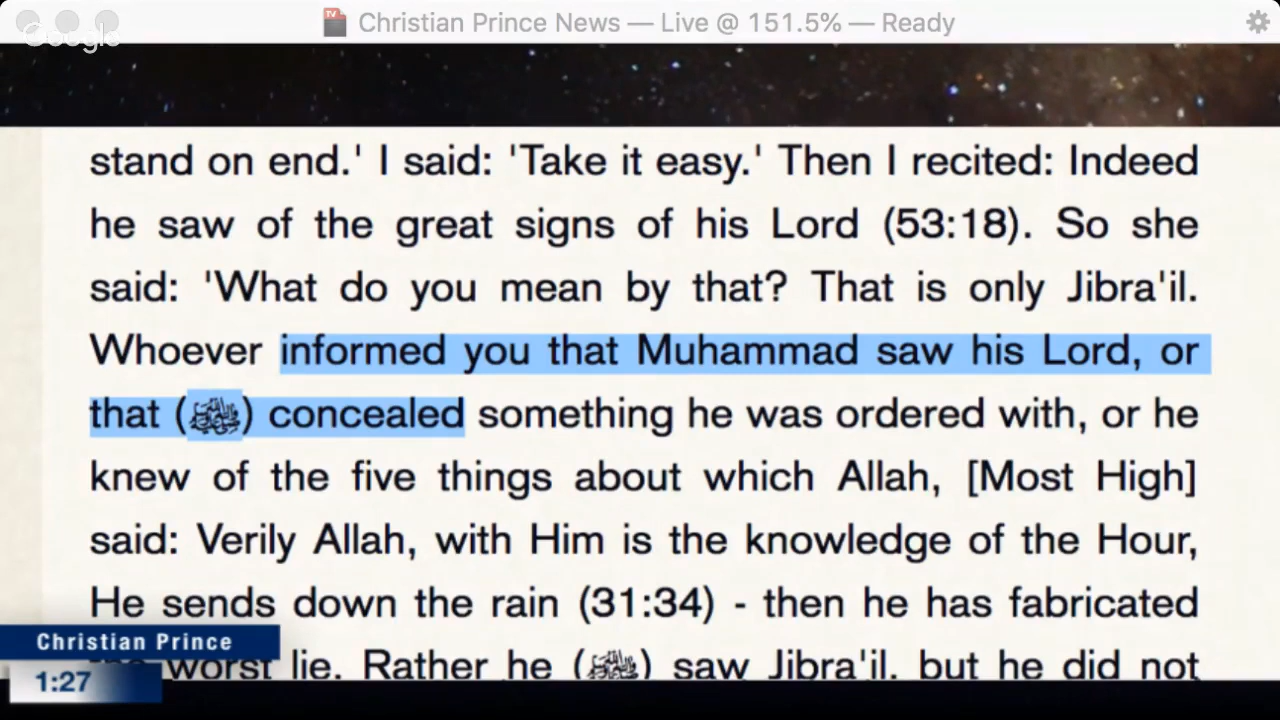 Christian Prince News — Live @ 151.5% — Ready
Google
stand on end.' I said: 'Take it easy.' Then I recited: Indeed
he saw of the great signs of his Lord (53:18). So she
said: 'What do you mean by that? That is only Jibra'il.
Whoever informed you that Muhammad saw his Lord, or
that (ﷺ) concealed something he was ordered with, or he
knew of the five things about which Allah, [Most High]
said: Verily Allah, with Him is the knowledge of the Hour,
He sends down the rain (31:34) - then he has fabricated
the worst lie. Rather he (ﷺ) saw Jibra'il, but he did not
Christian Prince
1:27